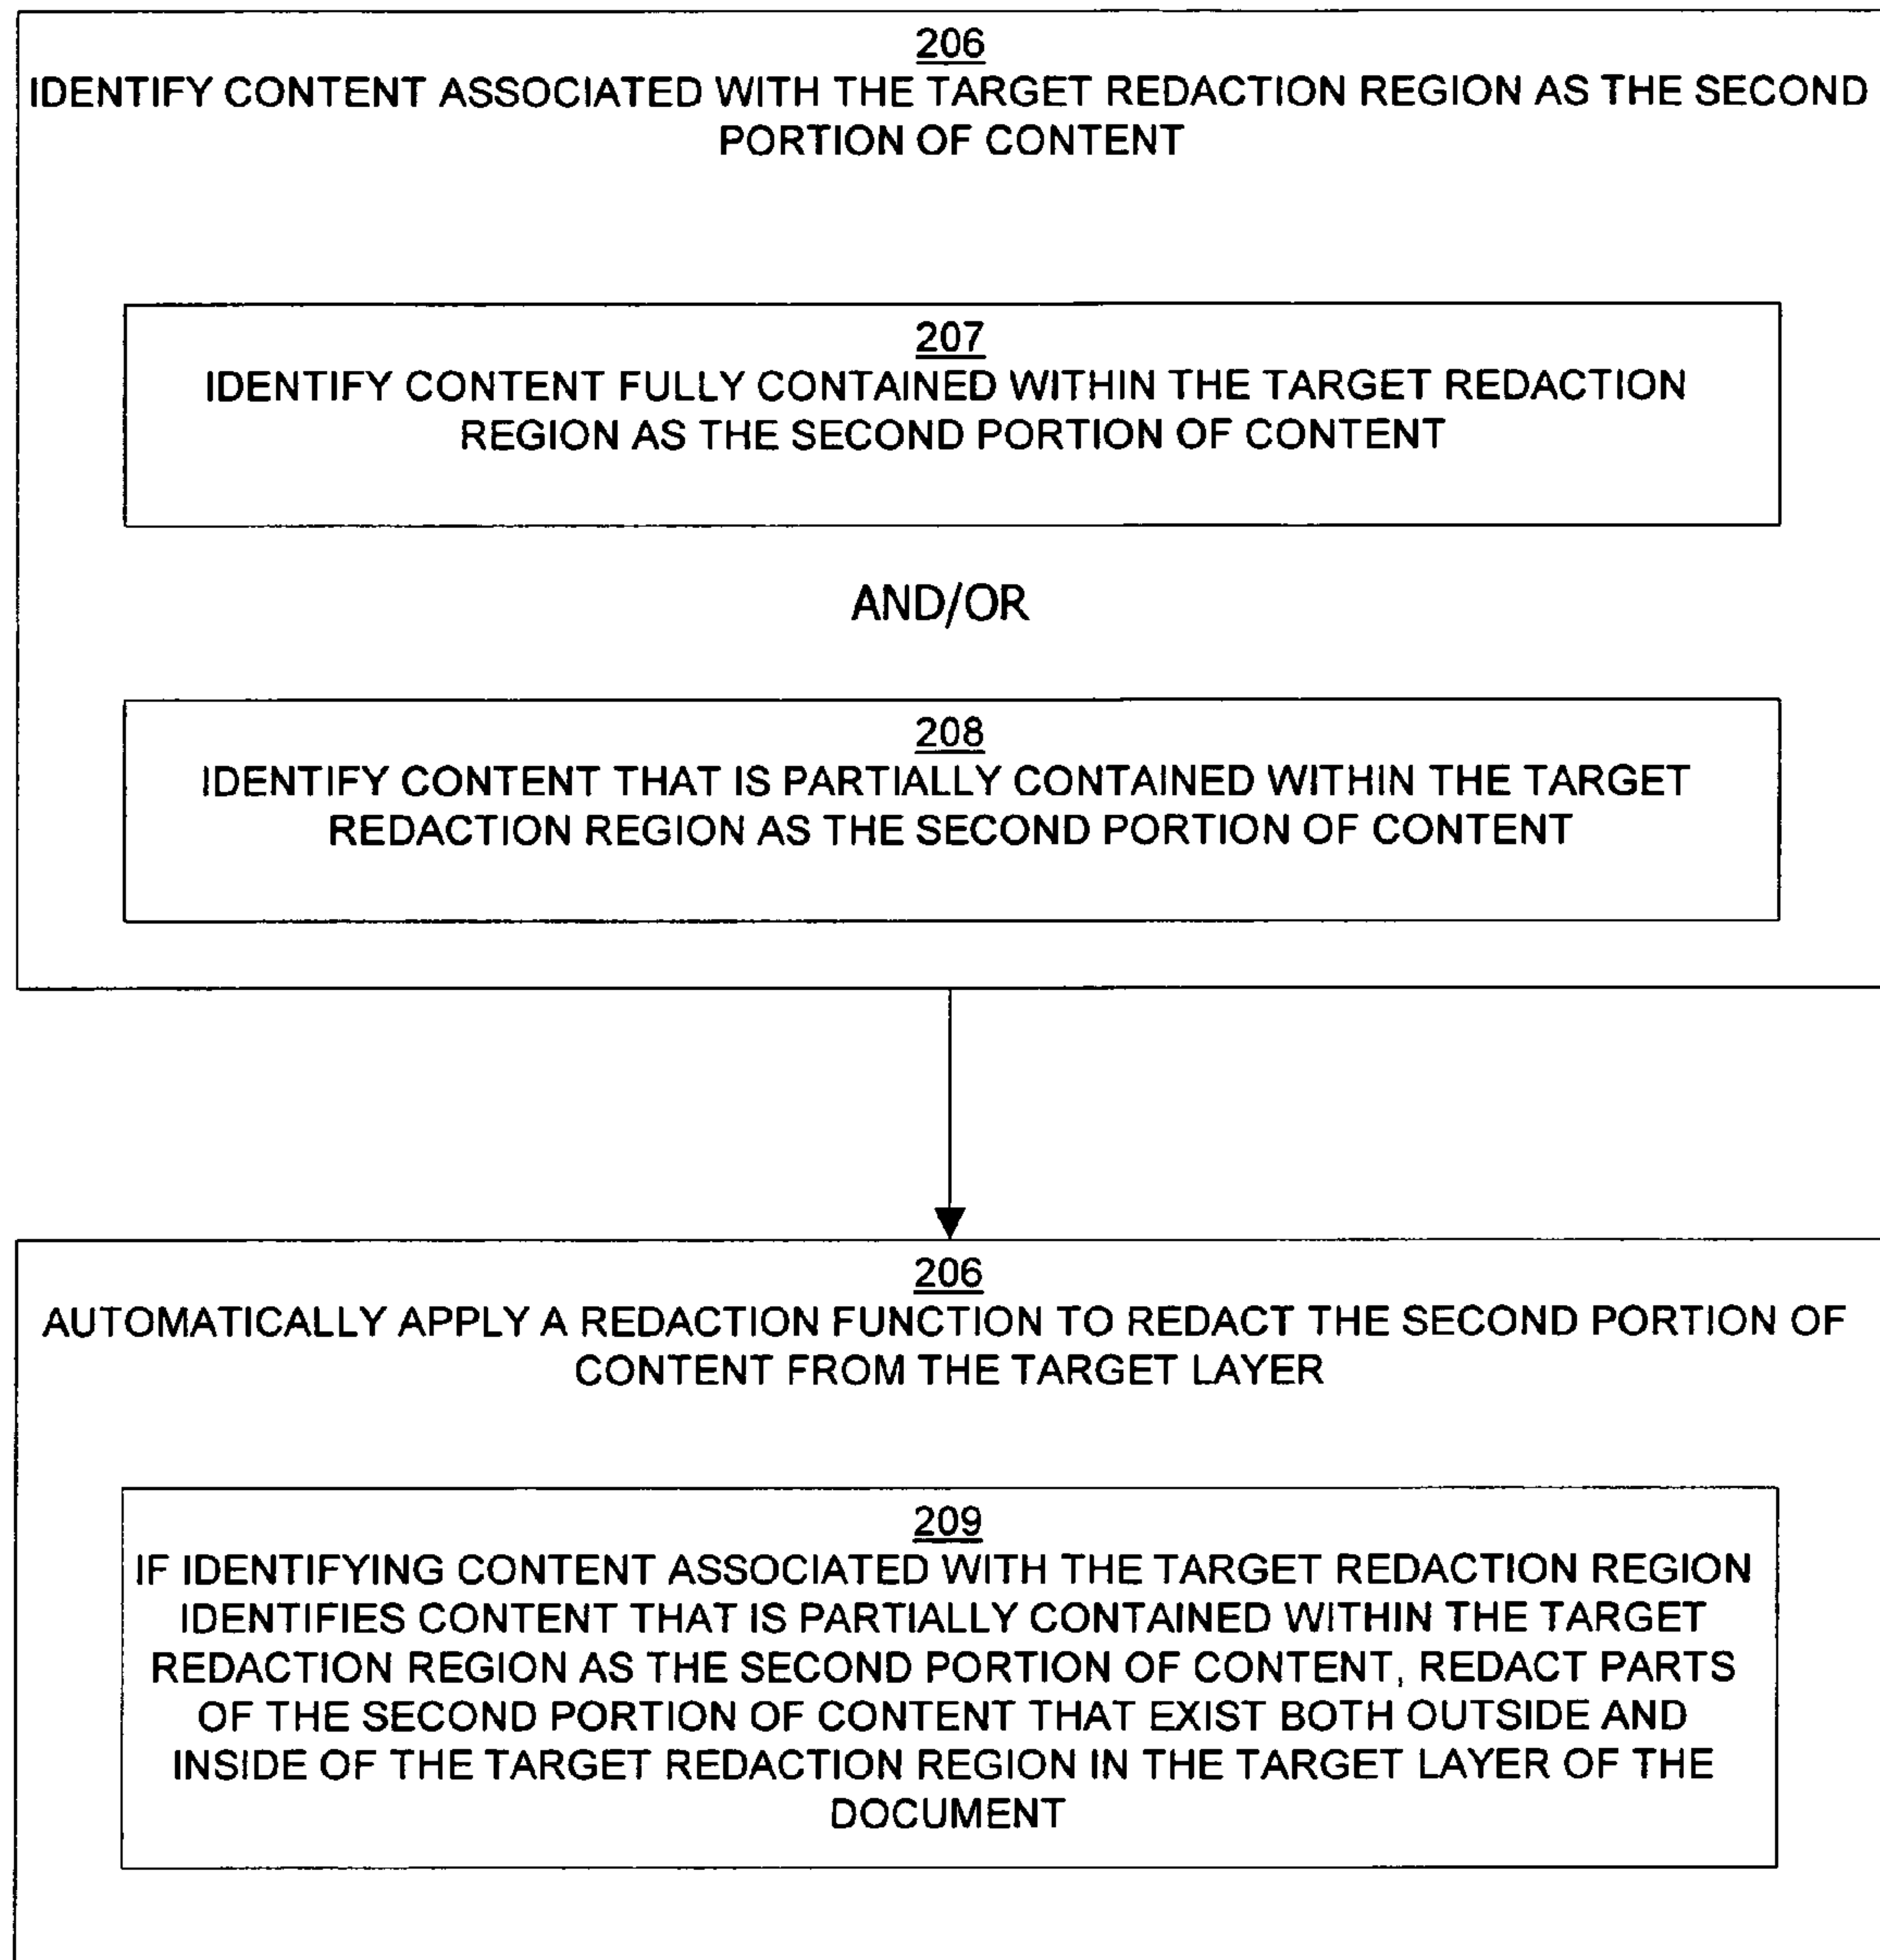 206
IDENTIFY CONTENT ASSOCIATED WITH THE TARGET REDACTION REGION AS THE SECOND
PORTION OF CONTENT
207
IDENTIFY CONTENT FULLY CONTAINED WITHIN THE TARGET REDACTION
REGION AS THE SECOND PORTION OF CONTENT
AND/OR
208
IDENTIFY CONTENT THAT IS PARTIALLY CONTAINED WITHIN THE TARGET
REDACTION REGION AS THE SECOND PORTION OF CONTENT
206
AUTOMATICALLY APPLY A REDACTION FUNCTION TO REDACT THE SECOND PORTION OF
CONTENT FROM THE TARGET LAYER
209
IF IDENTIFYING CONTENT ASSOCIATED WITH THE TARGET REDACTION REGION
IDENTIFIES CONTENT THAT IS PARTIALLY CONTAINED WITHIN THE TARGET
REDACTION REGION AS THE SECOND PORTION OF CONTENT, REDACT PARTS
OF THE SECOND PORTION OF CONTENT THAT EXIST BOTH OUTSIDE AND
INSIDE OF THE TARGET REDACTION REGION IN THE TARGET LAYER OF THE
DOCUMENT